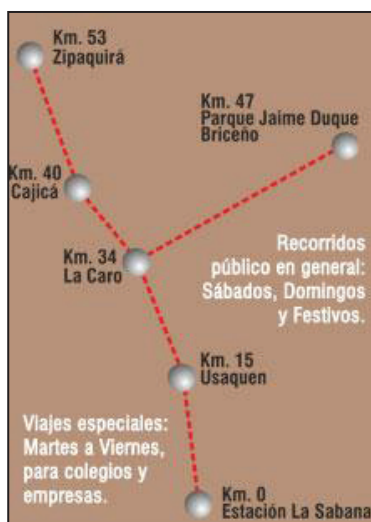 Km. 53
Zipaquirá
Km. 47
Parque Jaime Duque
Briceño
Km. 40
Cajicá
Km. 34
La Caro
Recorridos
público en general:
Sábados, Domingos
y Festivos.
Km. 15
Usaquen
Viajes especiales:
Martes a Viernes,
para colegios y
empresas.
Km. 0
Estación La Sabana